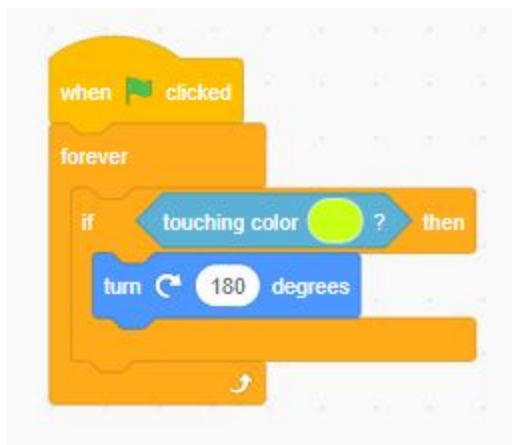 when clicked
forever
if touching color ? then
turn 180 degrees